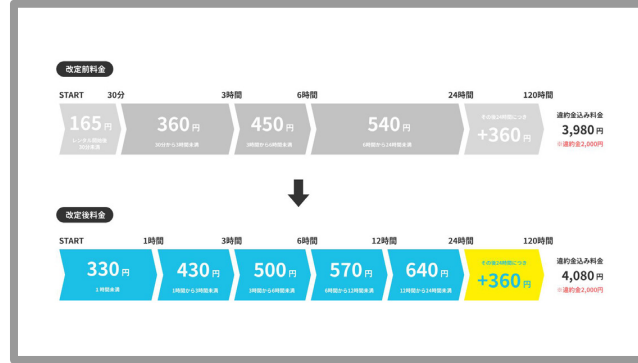 改定前料金
START 30分 3時間 6時間 24時間 120時間
165円 360円 450円 540円 その後24時間につき +360円 違約金込み料金 3,980円
レンタル開始後 30分未満 30分から3時間未満 3時間から6時間未満 6時間から24時間未満 ※違約金2,000円
改定後料金
START 1時間 3時間 6時間 12時間 24時間 120時間
330円 430円 500円 570円 640円 その後24時間につき +360円 違約金込み料金 4,080円
1時間未満 1時間から3時間未満 3時間から6時間未満 6時間から12時間未満 12時間から24時間未満 ※違約金2,000円